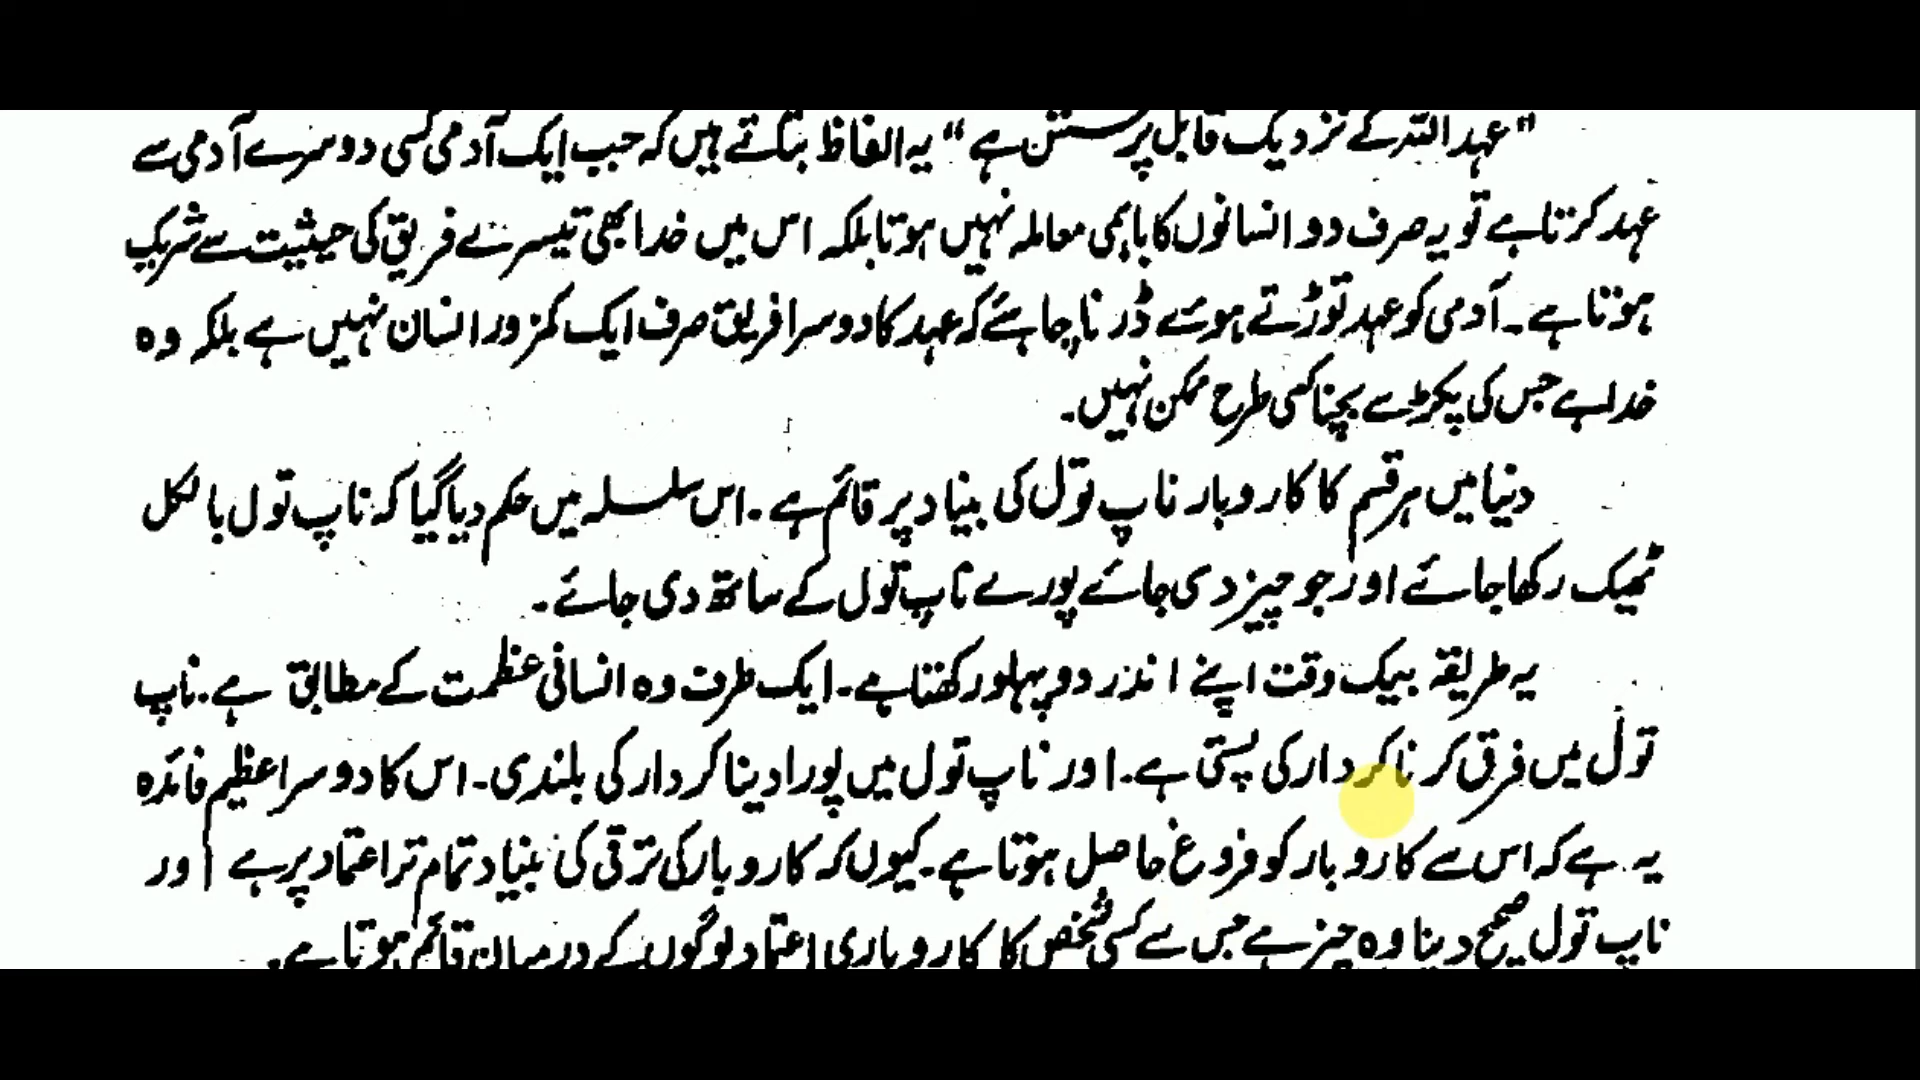 "عہد اللہ کے نزدیک قابل پرسشن ہے" یہ الفاظ بتاتے ہیں کہ جب ایک آدمی کسی دوسرے آدمی سے
عہد کرتا ہے تو یہ صرف دو انسانوں کا باہمی معاملہ نہیں ہوتا بلکہ اس میں خدا بھی تیسرے فریق کی حیثیت سے شریک
ہوتا ہے۔ آدمی کو عہد توڑتے ہوئے ڈرنا چاہئے کہ عہد کا دوسرا فریق صرف ایک کمزور انسان نہیں ہے بلکہ وہ
خدا ہے جس کی پکڑ سے بچنا کسی طرح ممکن نہیں۔
دنیا میں ہر قسم کا کاروبار ناپ تول کی بنیاد پر قائم ہے۔ اس سلسلہ میں حکم دیا گیا کہ ناپ تول بالکل
ٹھیک رکھا جائے اور جو چیز دی جائے پورے ناپ تول کے ساتھ دی جائے۔
یہ طریقہ بیک وقت اپنے اندر دو پہلو رکھتا ہے۔ ایک طرف وہ انسانی عظمت کے مطابق ہے۔ ناپ
تول میں فرق کرنا کردار کی پستی ہے۔ اور ناپ تول میں پورا دینا کردار کی بلندی۔ اس کا دوسرا عظیم فائدہ
یہ ہے کہ اس سے کاروبار کو فروغ حاصل ہوتا ہے۔ کیوں کہ کاروبار کی ترقی کی بنیاد تمام تر اعتماد پر ہے اور
ناپ تول صحیح دینا وہ چیز ہے جس سے کسی شخص کا کاروباری اعتماد لوگوں کے درمیان قائم ہوتا ہے۔